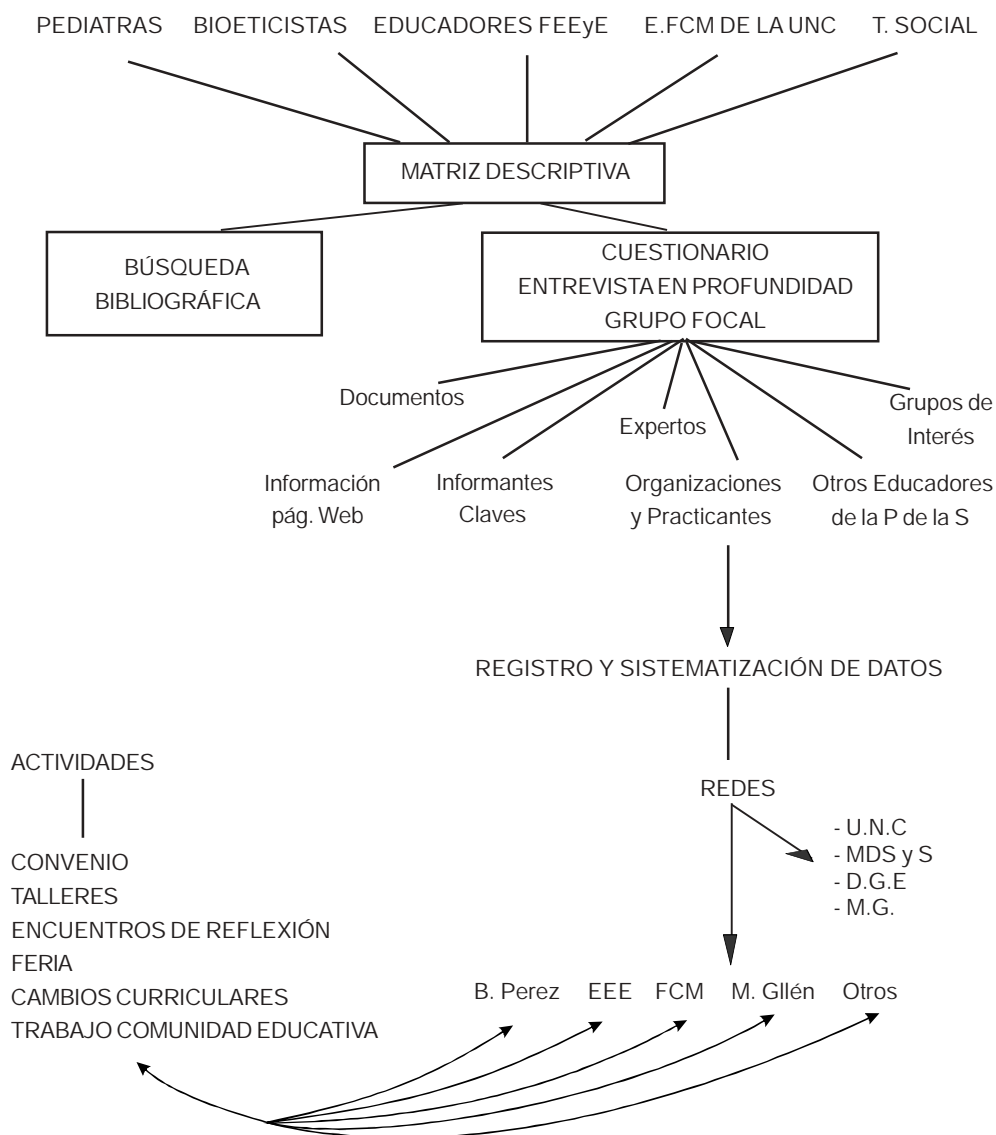 PEDIATRAS BIOETICISTAS EDUCADORES FEEyE E.FCM DE LA UNC T. SOCIAL
MATRIZ DESCRIPTIVA
BÚSQUEDA
BIBLIOGRÁFICA
CUESTIONARIO
ENTREVISTA EN PROFUNDIDAD
GRUPO FOCAL
Documentos
Expertos
Grupos de
Interés
Información
pág. Web
Informantes
Claves
Organizaciones
y Practicantes
Otros Educadores
de la P de la S
REGISTRO Y SISTEMATIZACIÓN DE DATOS
REDES
- U.N.C
- MDS y S
- D.G.E
- M.G.
ACTIVIDADES
CONVENIO
TALLERES
ENCUENTROS DE REFLEXIÓN
FERIA
CAMBIOS CURRICULARES
TRABAJO COMUNIDAD EDUCATIVA
B. Perez EEE FCM M. Gllén Otros